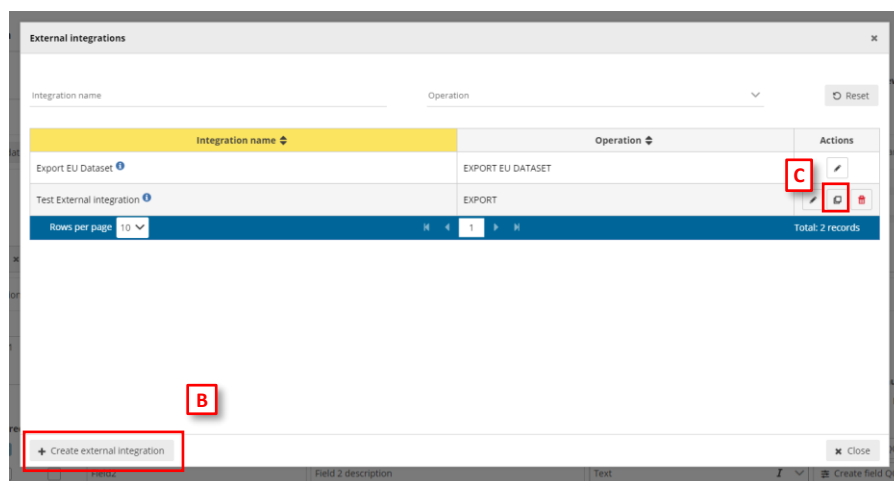 External integrations
Integration name
Operation
Reset
Integration name
Operation
Actions
Export EU Dataset
EXPORT EU DATASET
C
Test External integration
EXPORT
Rows per page 10
1
Total: 2 records
B
Create external integration
Close
Field2
Field 2 description
Text
I
Create field Q